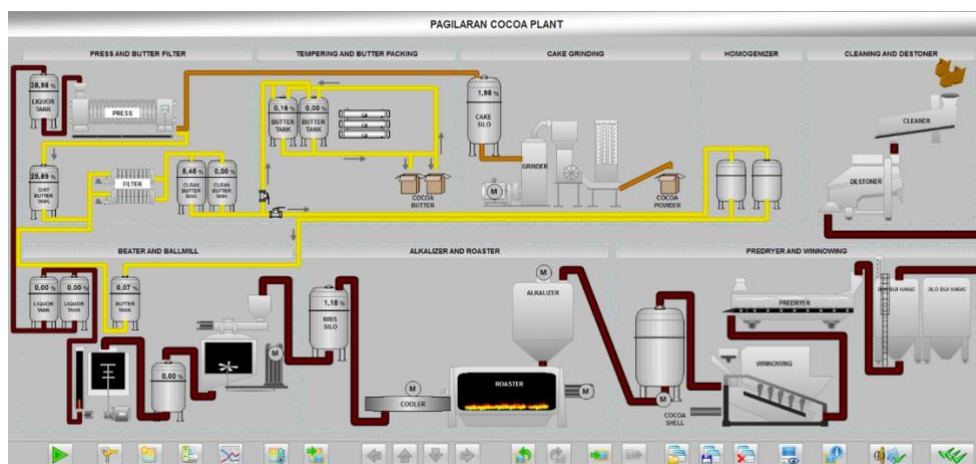 PAGILARAN COCOA PLANT
PRESS AND BUTTER FILTER
TEMPERING AND BUTTER PACKING
CAKE GRINDING
HOMOGENIZER
CLEANING AND DESTONER
38,98 %
LIQUOR
TANK
PRESS
0,16 %
BUTTER
TANK
0,00 %
BUTTER
TANK
1,98 %
CAKE
SILO
CLEANER
25,85 %
BUTTER
TANK
FILTER
5,45 %
CLEAN
BUTTER
TANK
0,00 %
CLEAN
BUTTER
TANK
COCOA
BUTTER
GRINDER
M
COCOA
POWDER
DESTONER
BEATER AND BALLMILL
ALKALIZER AND ROASTER
PREDRYER AND WINNOWING
0,00 %
LIQUOR
TANK
0,00 %
LIQUOR
TANK
0,07 %
BUTTER
TANK
M
0,00 %
1,18 %
SILO
M
ALKALIZER
M
COOLER
ROASTER
M
PREDRYER
WINNOWING
M
COCOA
SHELL